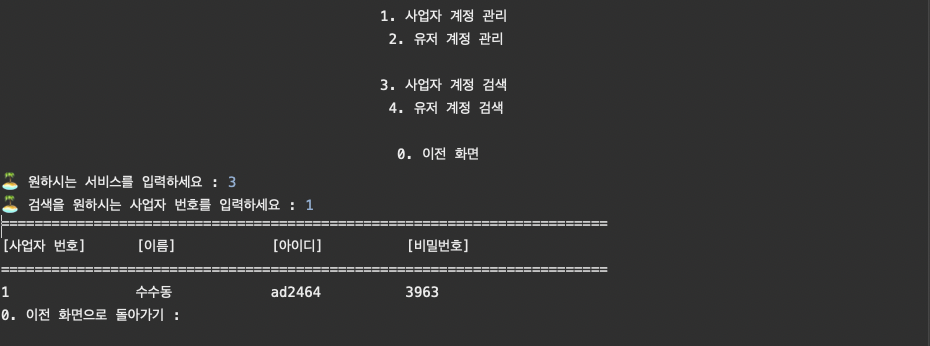 1. 사업자 계정 관리
2. 유저 계정 관리
3. 사업자 계정 검색
4. 유저 계정 검색
0. 이전 화면
🏝 원하시는 서비스를 입력하세요 : 3
🏝 검색을 원하시는 사업자 번호를 입력하세요 : 1
========================================================================
[사업자 번호] [이름] [아이디] [비밀번호]
========================================================================
1 수수동 ad2464 3963
0. 이전 화면으로 돌아가기 :